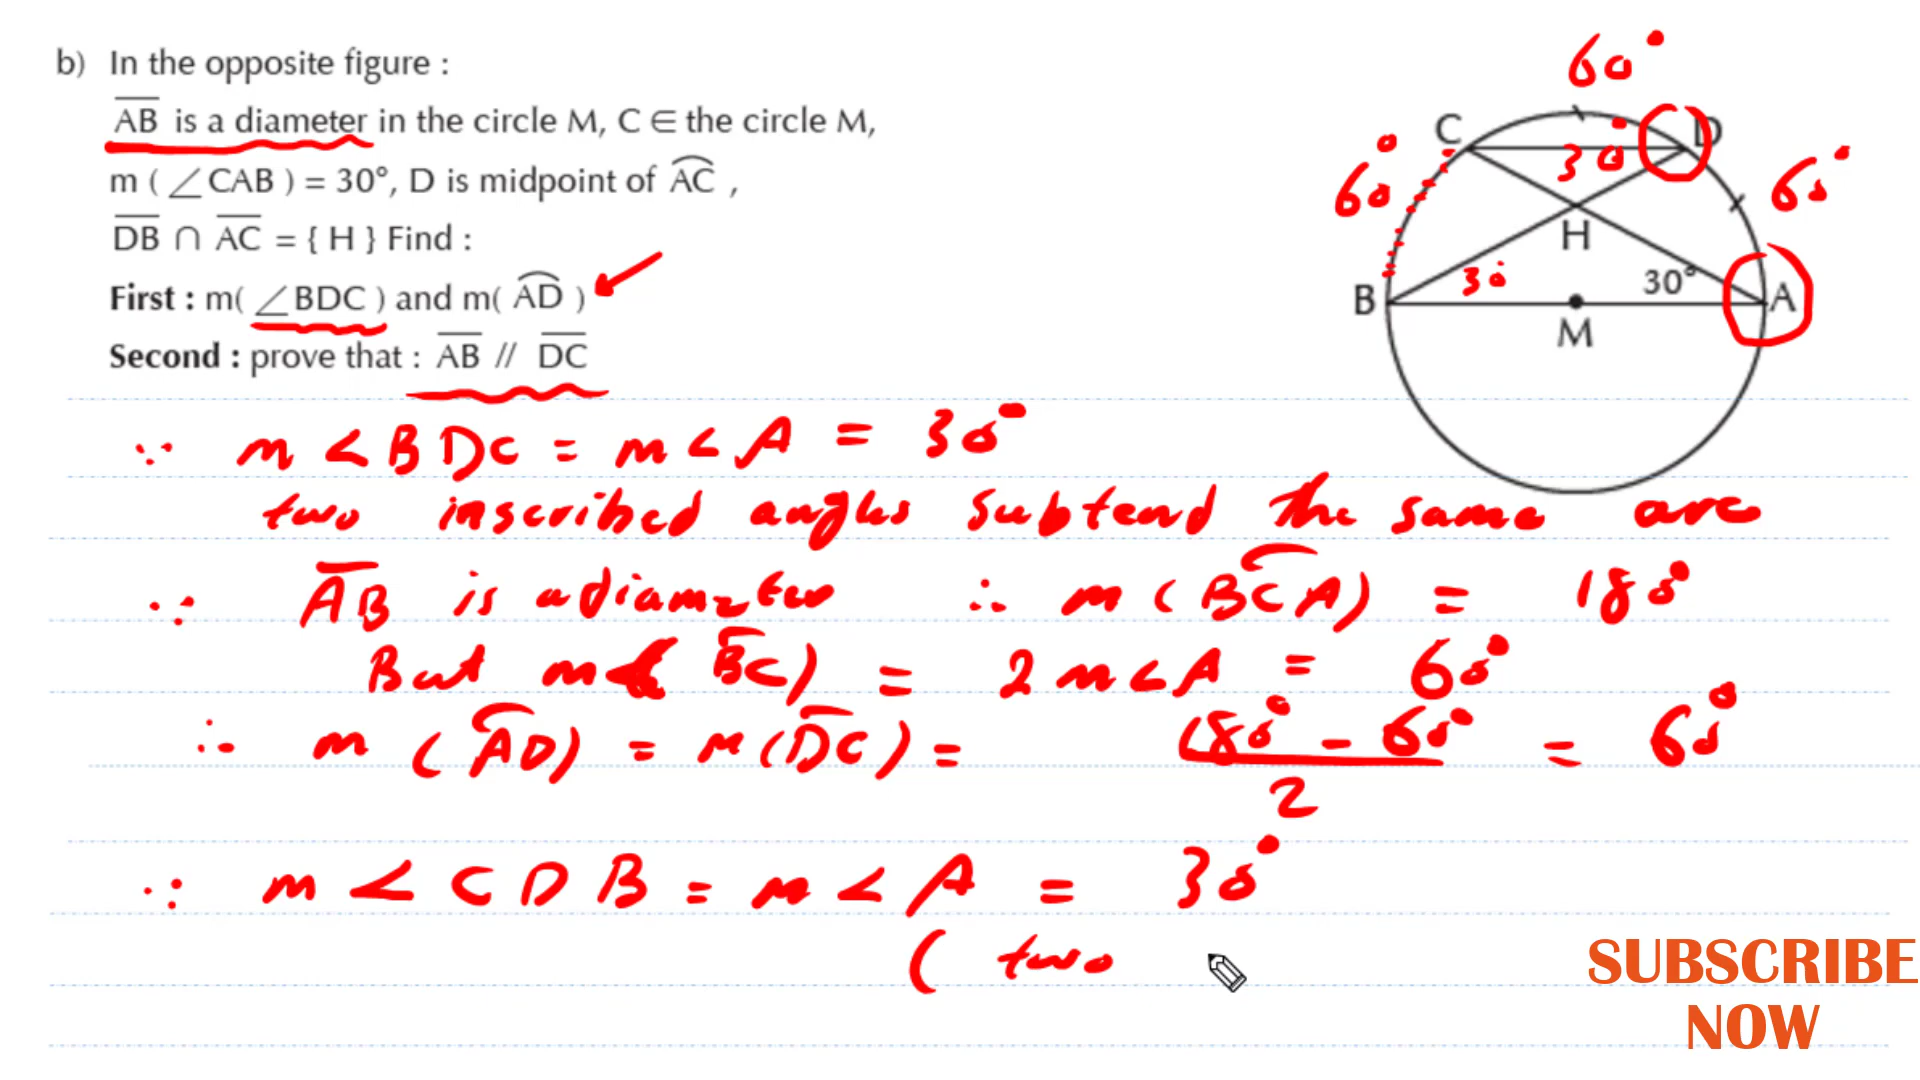 b) In the opposite figure :
AB is a diameter in the circle M, C ∈ the circle M,
m ( ∠CAB ) = 30°, D is midpoint of AC ,
DB ∩ AC = { H } Find :
First : m( ∠BDC ) and m( AD )
Second : prove that : AB // DC
60°
C
D
60°
30°
60°
H
30°
30°
B
A
M
∵ m < BDC = m < A = 30°
two inscribed angles subtend the same arc
∵ AB is a diameter ∴ m ( BCA ) = 180°
But m ( BC ) = 2 m < A = 60°
∴ m ( AD ) = m ( DC ) = 180° - 60° = 60°
2
∵ m < CDB = m < A = 30°
( two
SUBSCRIBE
NOW